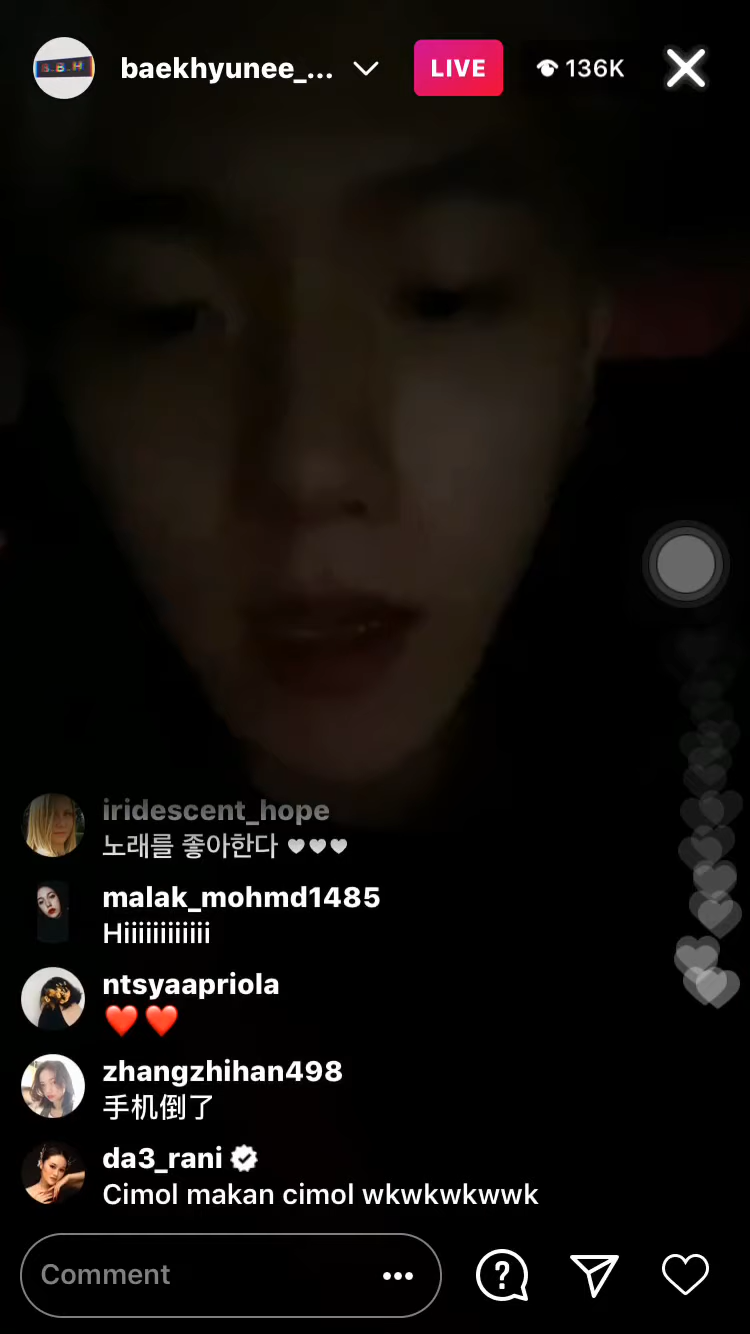 S.B.H
baekhyunee_...
LIVE
136K
iridescent_hope
노래를 좋아한다 ♥♥♥
malak_mohmd1485
Hiiiiiiiiiiiii
ntsyaapriola
❤️❤️
zhangzhihan498
手机倒了
da3_rani
Cimol makan cimol wkwkwkwwk
Comment